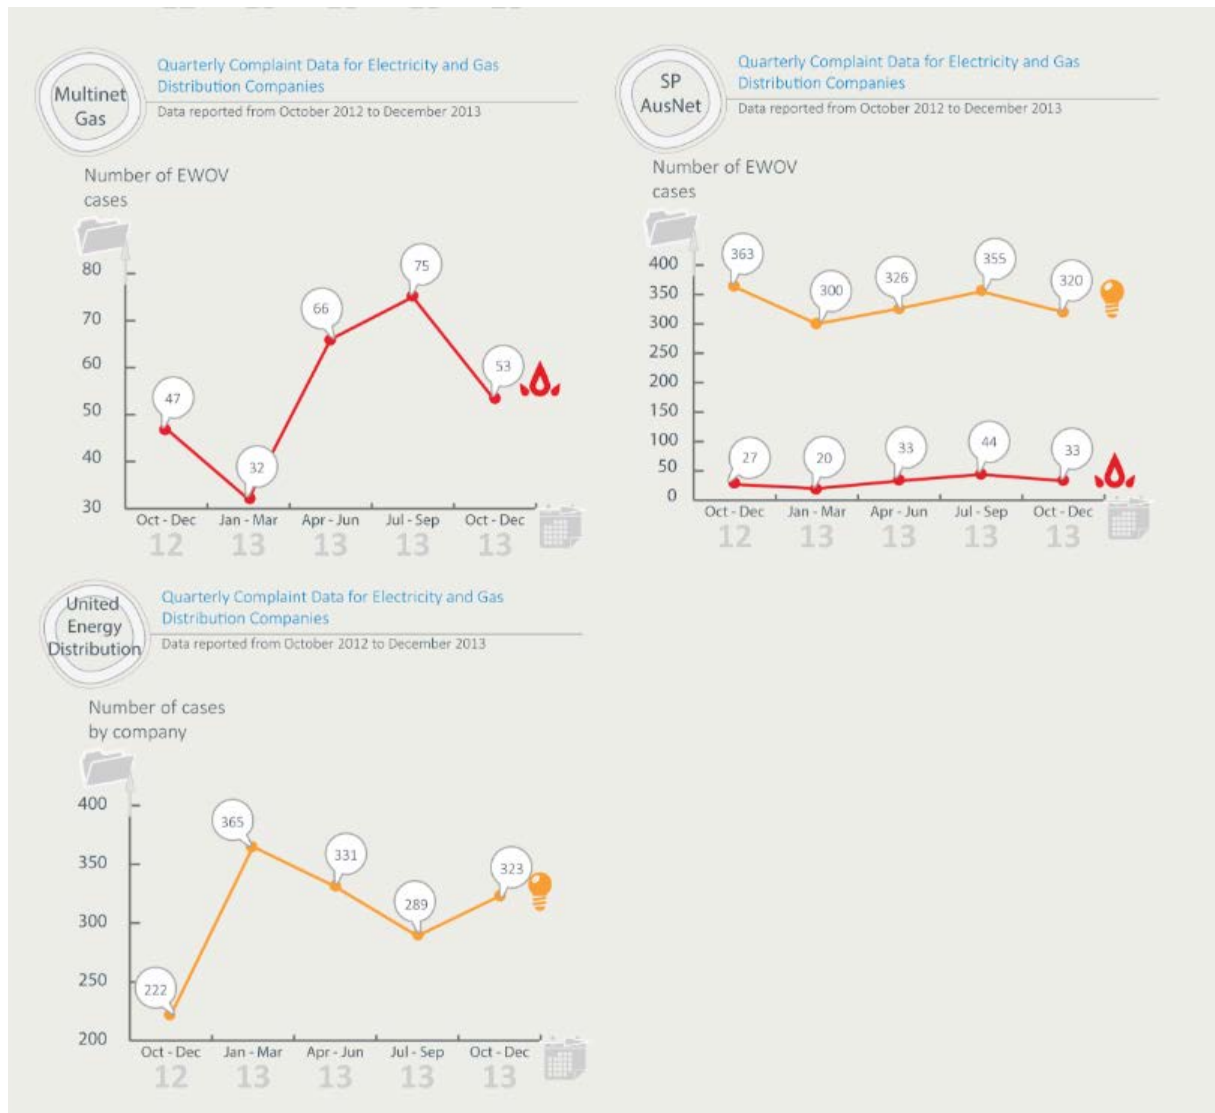 Multinet
Gas
Quarterly Complaint Data for Electricity and Gas
Distribution Companies
Data reported from October 2012 to December 2013
Number of EWOV
cases
80
70
60
50
40
30
47
32
66
75
53
Oct - Dec Jan - Mar Apr - Jun Jul - Sep Oct - Dec
12 13 13 13 13
SP
AusNet
Quarterly Complaint Data for Electricity and Gas
Distribution Companies
Data reported from October 2012 to December 2013
Number of EWOV
cases
400
350
300
250
200
150
100
50
0
363
300
326
355
320
27
20
33
44
33
Oct - Dec Jan - Mar Apr - Jun Jul - Sep Oct - Dec
12 13 13 13 13
United
Energy
Distribution
Quarterly Complaint Data for Electricity and Gas
Distribution Companies
Data reported from October 2012 to December 2013
Number of cases
by company
400
350
300
250
200
222
365
331
289
323
Oct - Dec Jan - Mar Apr - Jun Jul - Sep Oct - Dec
12 13 13 13 13